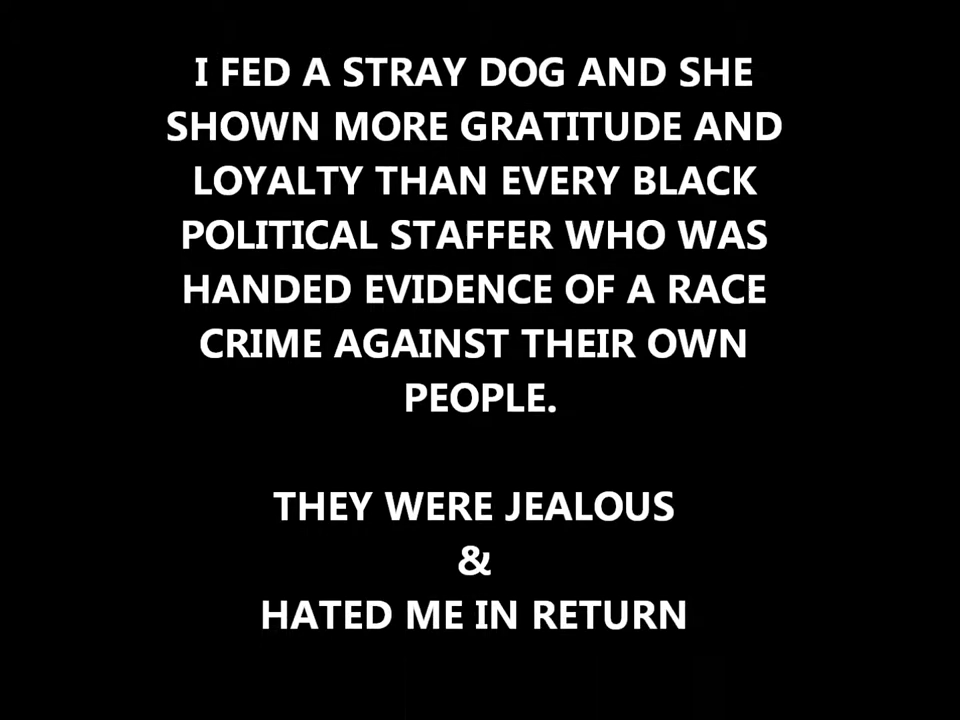 I FED A STRAY DOG AND SHE
SHOWN MORE GRATITUDE AND
LOYALTY THAN EVERY BLACK
POLITICAL STAFFER WHO WAS
HANDED EVIDENCE OF A RACE
CRIME AGAINST THEIR OWN
PEOPLE.
THEY WERE JEALOUS
&
HATED ME IN RETURN